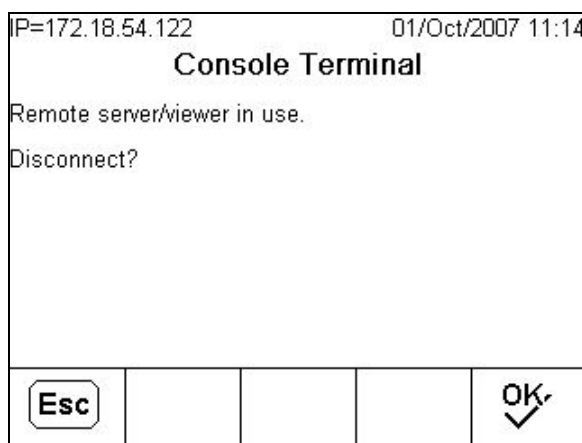 IP=172.18.54.122 01/Oct/2007 11:14
Console Terminal
Remote server/viewer in use.
Disconnect?
Esc OK